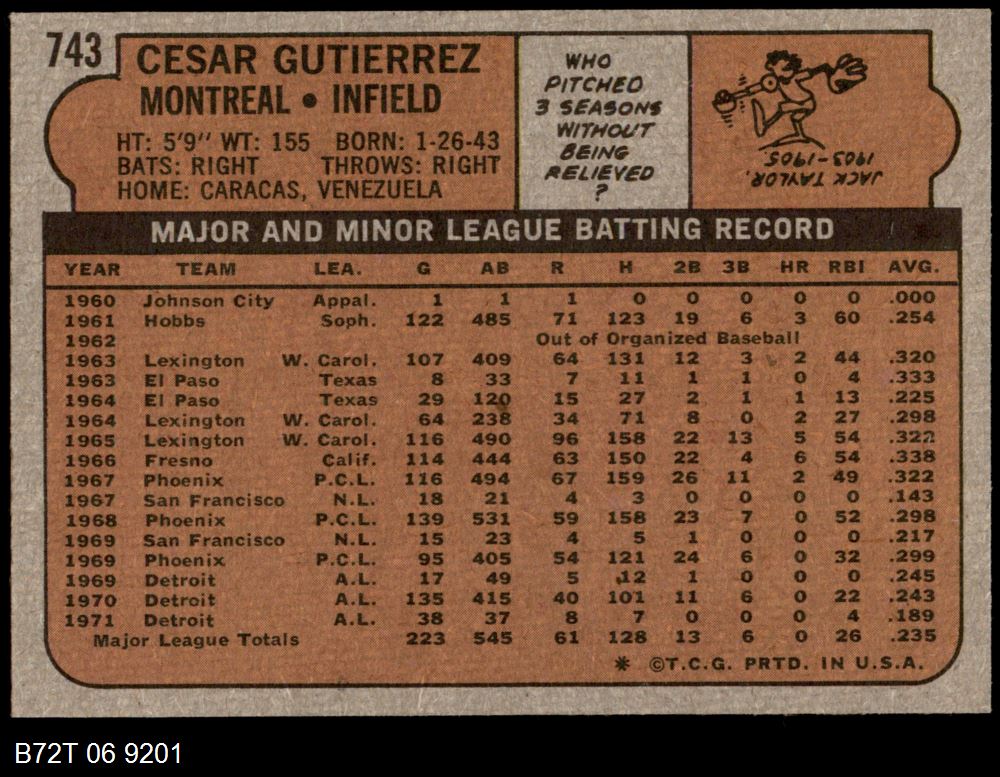 743
CESAR GUTIERREZ
MONTREAL • INFIELD
HT: 5'9" WT: 155 BORN: 1-26-43
BATS: RIGHT THROWS: RIGHT
HOME: CARACAS, VENEZUELA
WHO
PITCHED
3 SEASONS
WITHOUT
BEING
RELIEVED
?
JACK TAYLOR,
1903-1905.
MAJOR AND MINOR LEAGUE BATTING RECORD
YEAR TEAM LEA. G AB R H 2B 3B HR RBI AVG.
1960 Johnson City Appal. 1 1 1 0 0 0 0 0 .000
1961 Hobbs Soph. 122 485 71 123 19 6 3 60 .254
1962 Out of Organized Baseball
1963 Lexington W. Carol. 107 409 64 131 12 3 2 44 .320
1963 El Paso Texas 8 33 7 11 1 1 0 4 .333
1964 El Paso Texas 29 120 15 27 2 1 1 13 .225
1964 Lexington W. Carol. 64 238 34 71 8 0 2 27 .298
1965 Lexington W. Carol. 116 490 96 158 22 13 5 54 .322
1966 Fresno Calif. 114 444 63 150 22 4 6 54 .338
1967 Phoenix P.C.L. 116 494 67 159 26 11 2 49 .322
1967 San Francisco N.L. 18 21 4 3 0 0 0 0 .143
1968 Phoenix P.C.L. 139 531 59 158 23 7 0 52 .298
1969 San Francisco N.L. 15 23 4 5 1 0 0 0 .217
1969 Phoenix P.C.L. 95 405 54 121 24 6 0 32 .299
1969 Detroit A.L. 17 49 5 12 1 0 0 0 .245
1970 Detroit A.L. 135 415 40 101 11 6 0 22 .243
1971 Detroit A.L. 38 37 8 7 0 0 0 4 .189
Major League Totals 223 545 61 128 13 6 0 26 .235
* ©T.C.G. PRTD. IN U.S.A.
B72T 06 9201